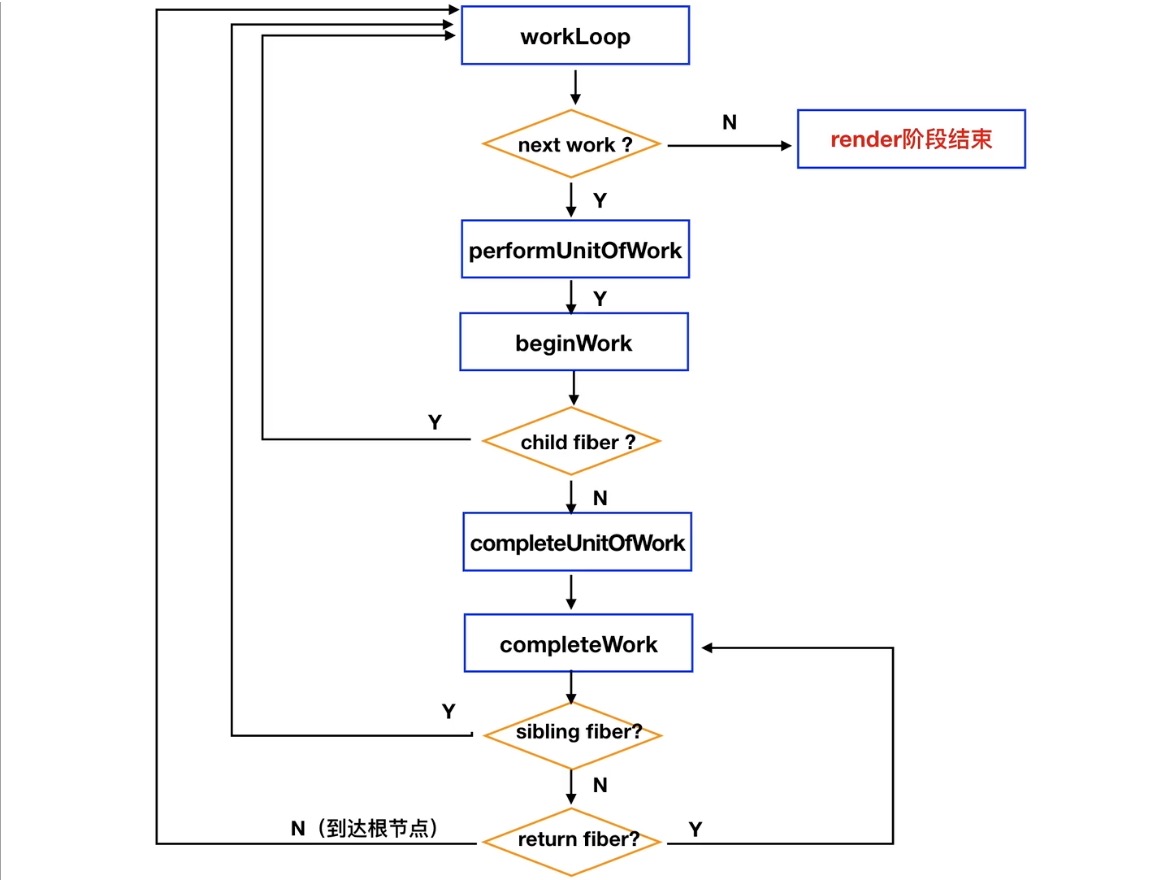 workLoop
next work ?
N
render阶段结束
Y
performUnitOfWork
Y
beginWork
Y
child fiber ?
N
completeUnitOfWork
completeWork
Y
sibling fiber?
N
N（到达根节点）
return fiber?
Y